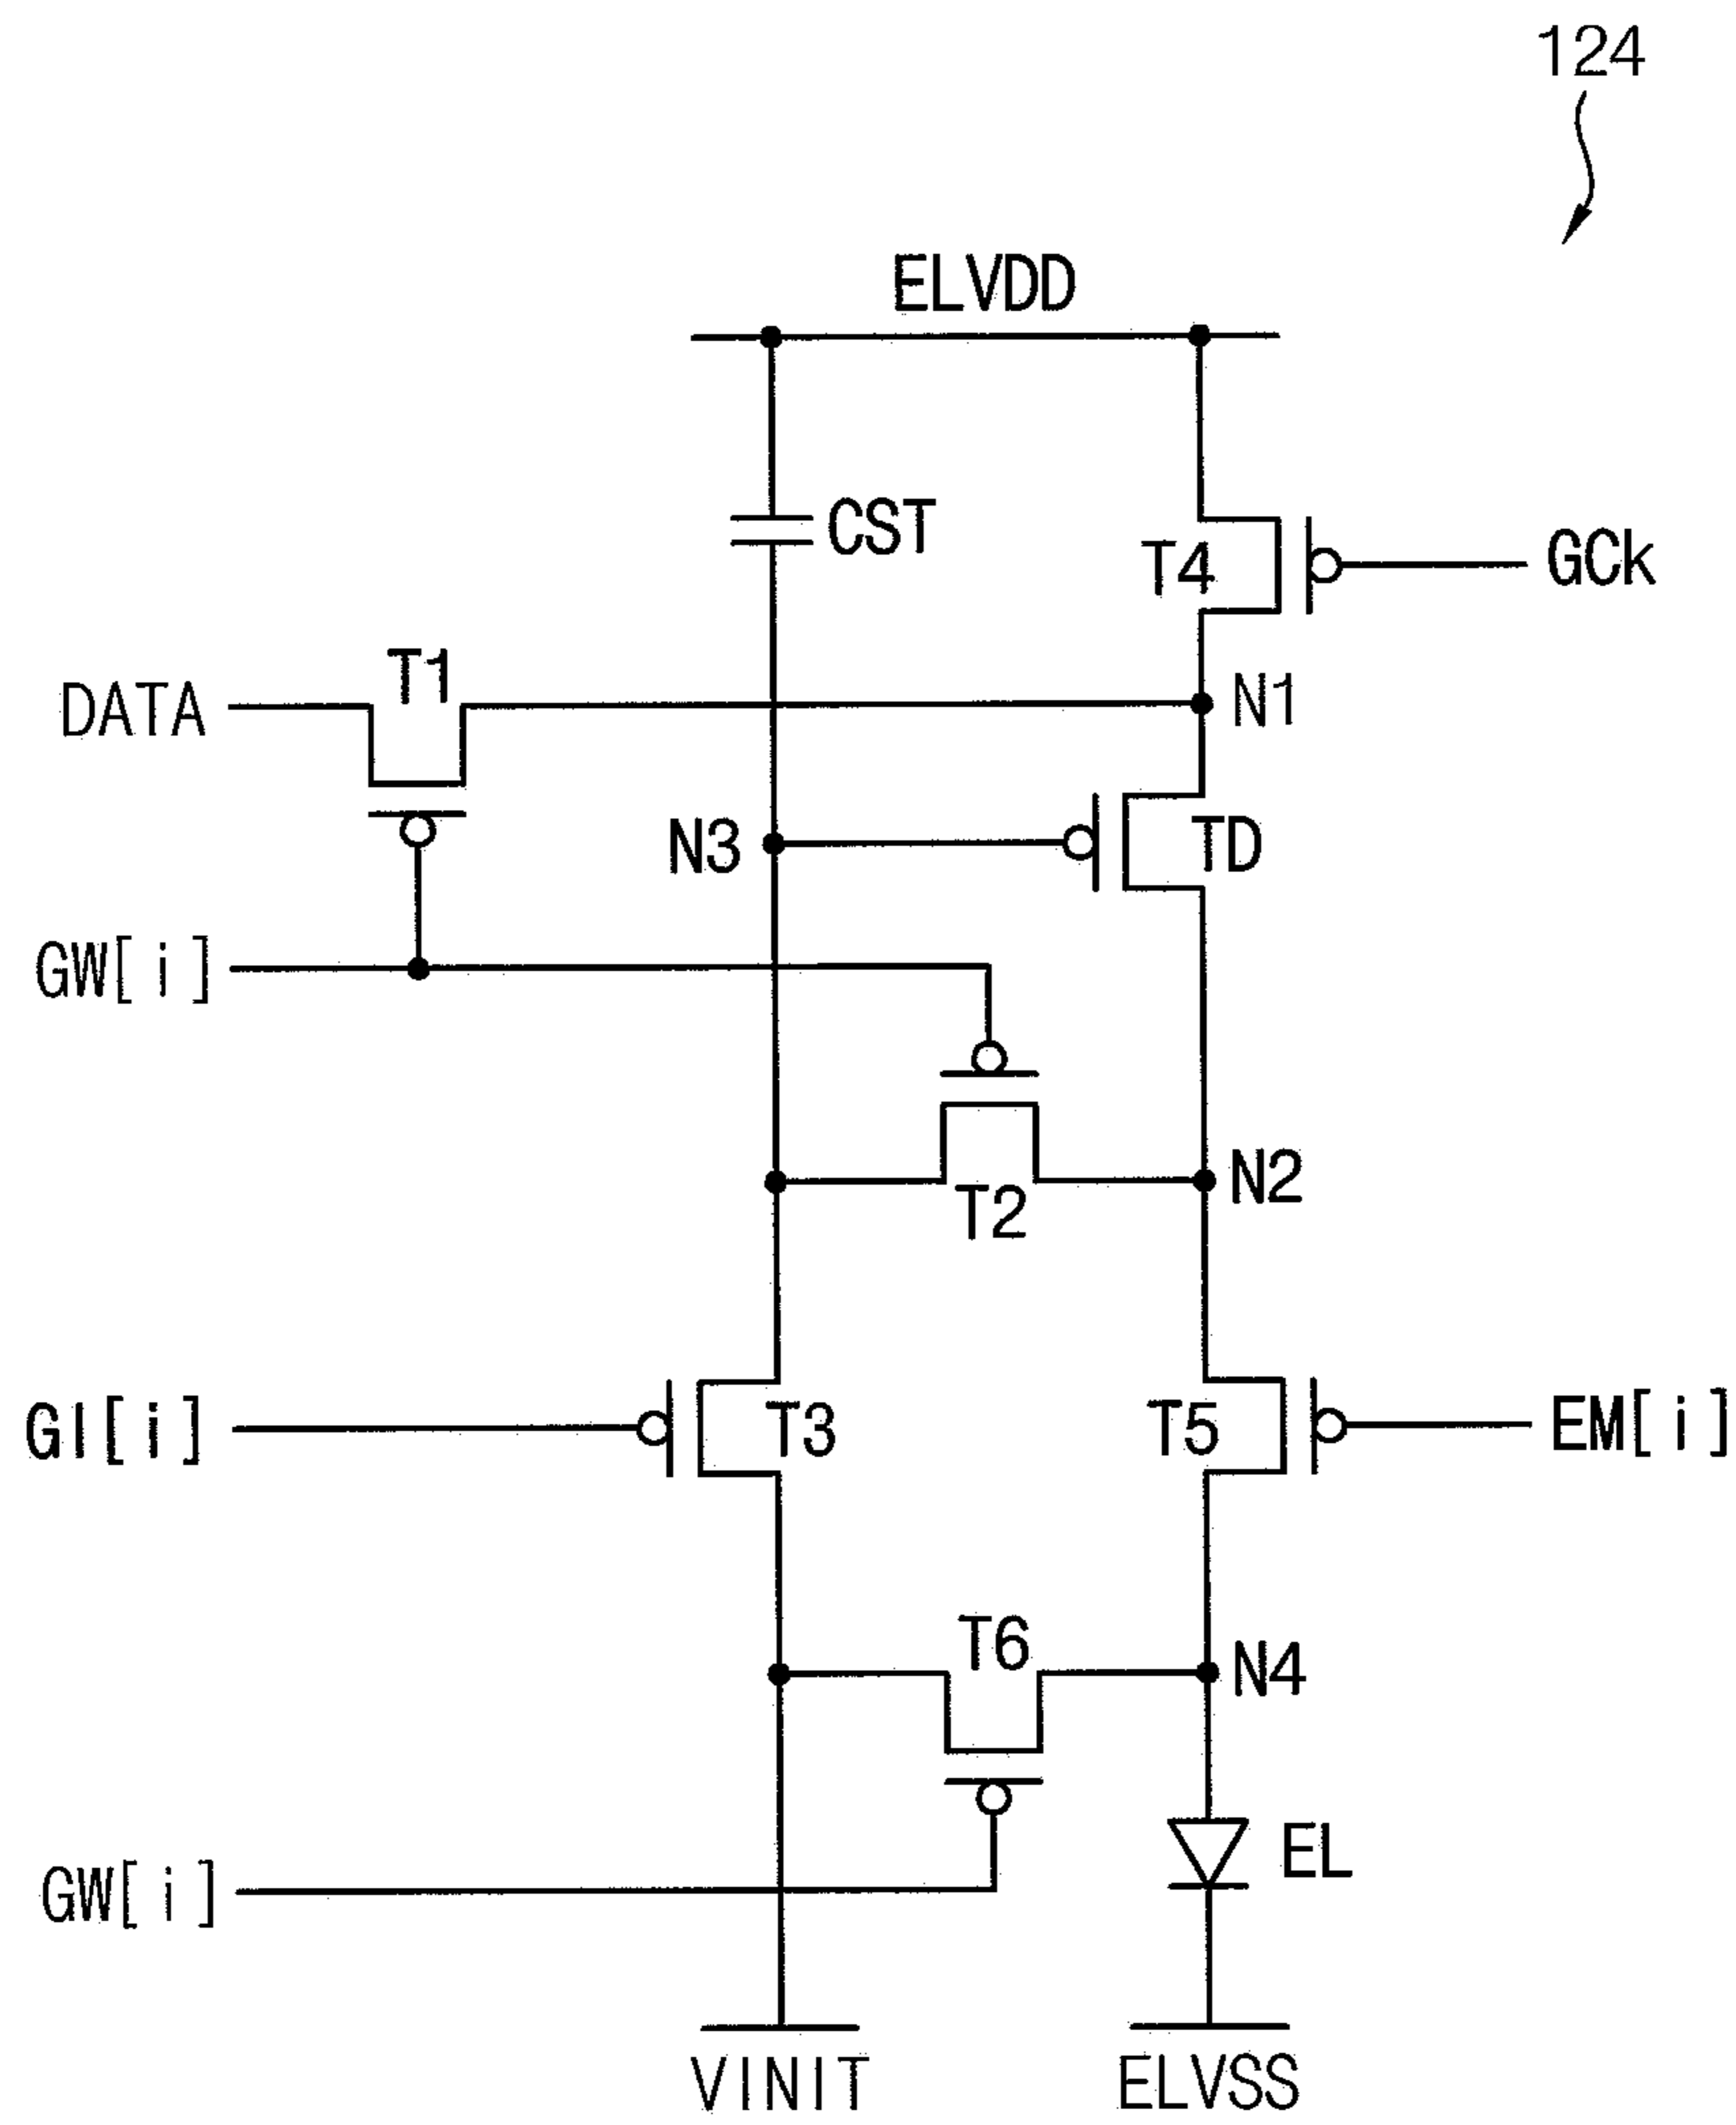 124
ELVDD
CST
T4
GCk
T1
DATA
N1
N3
TD
GW[i]
N2
T2
GI[i]
T3
T5
EM[i]
T6
N4
EL
GW[i]
VINIT
ELVSS